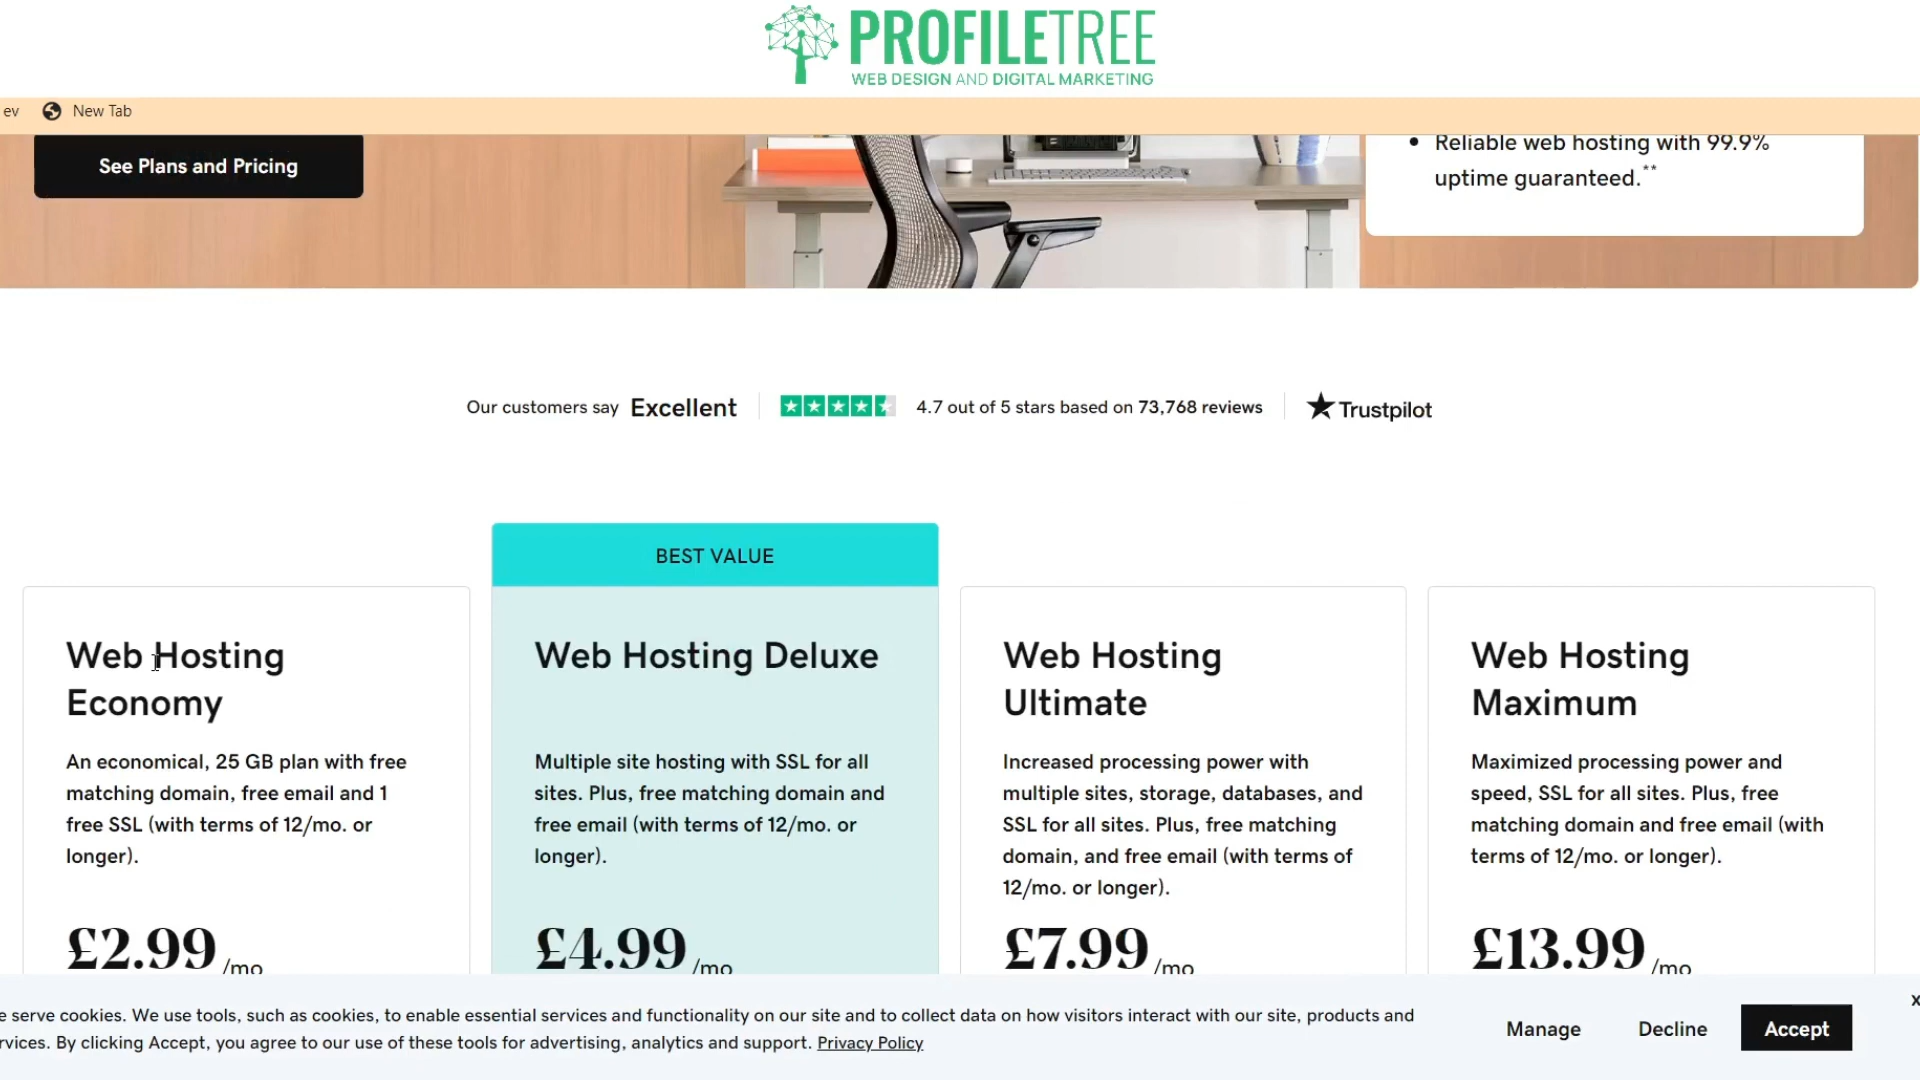 PROFILETREE
WEB DESIGN AND DIGITAL MARKETING
ev New Tab
See Plans and Pricing
• Reliable web hosting with 99.9%
uptime guaranteed.**
Our customers say Excellent 4.7 out of 5 stars based on 73,768 reviews Trustpilot
BEST VALUE
Web Hosting
Economy
An economical, 25 GB plan with free
matching domain, free email and 1
free SSL (with terms of 12/mo. or
longer).
£2.99 /mo
Web Hosting Deluxe
Multiple site hosting with SSL for all
sites. Plus, free matching domain and
free email (with terms of 12/mo. or
longer).
£4.99 /mo
Web Hosting
Ultimate
Increased processing power with
multiple sites, storage, databases, and
SSL for all sites. Plus, free matching
domain, and free email (with terms of
12/mo. or longer).
£7.99 /mo
Web Hosting
Maximum
Maximized processing power and
speed, SSL for all sites. Plus, free
matching domain and free email (with
terms of 12/mo. or longer).
£13.99 /mo
e serve cookies. We use tools, such as cookies, to enable essential services and functionality on our site and to collect data on how visitors interact with our site, products and
rvices. By clicking Accept, you agree to our use of these tools for advertising, analytics and support. Privacy Policy
Manage
Decline
Accept
x